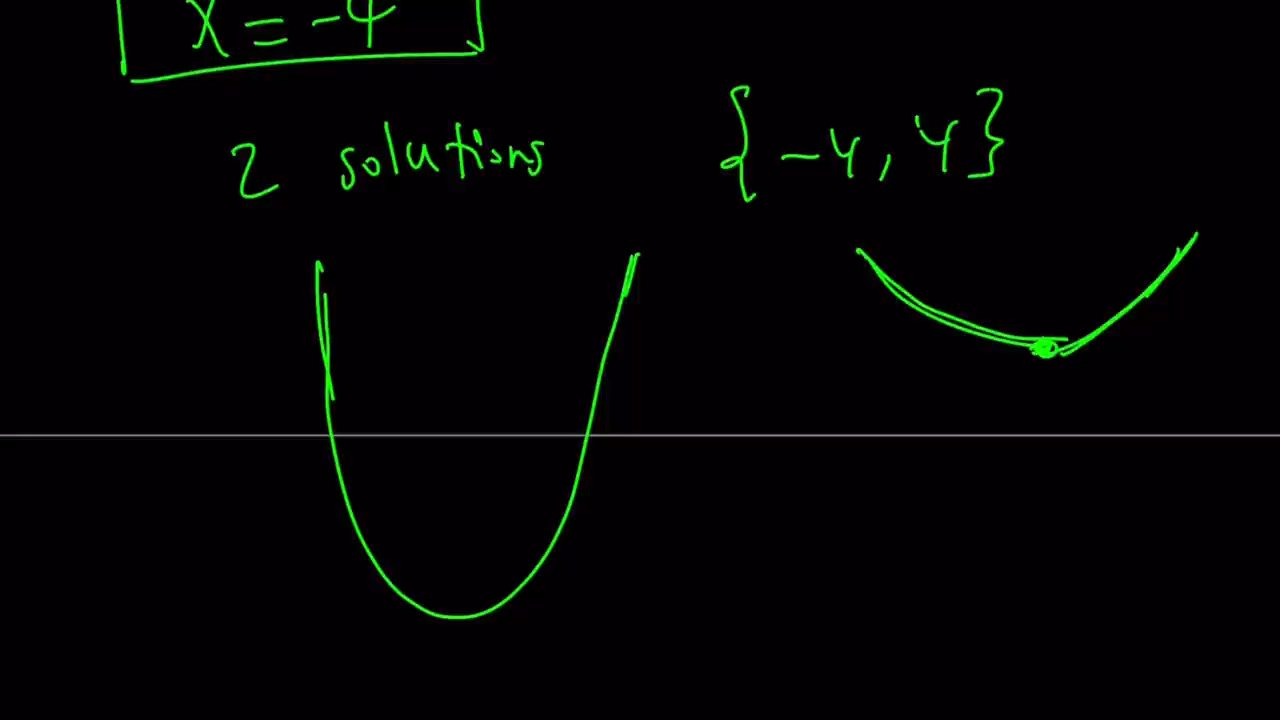 x = -4
2 solutions { -4, 4 }